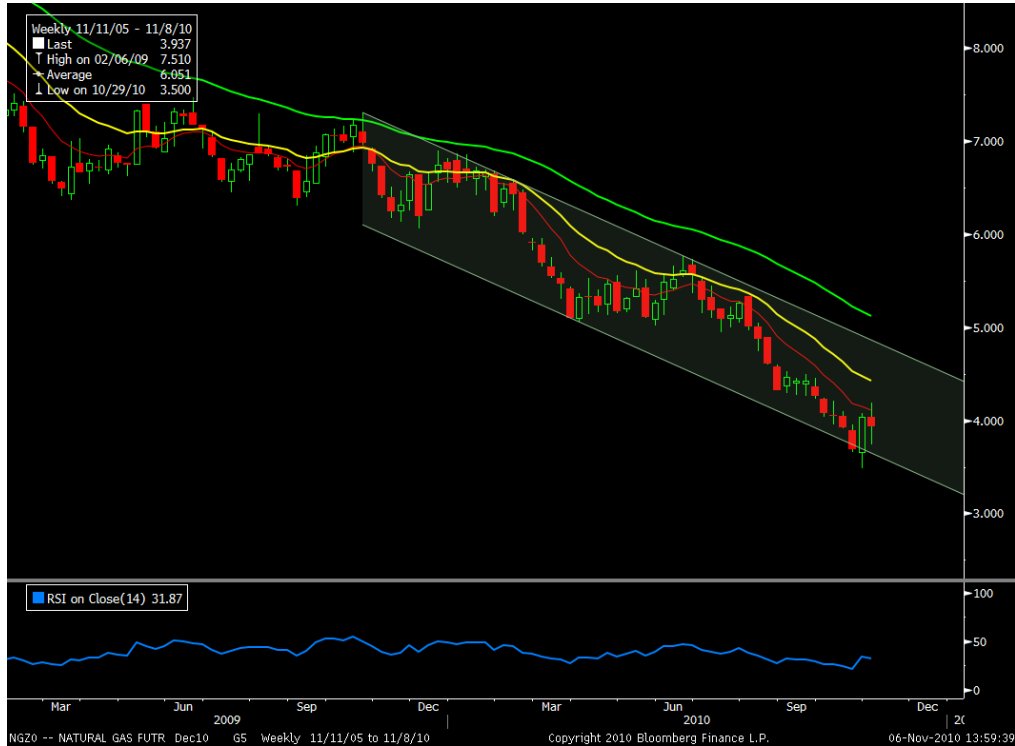 Weekly 11/11/05 - 11/8/10
Last 3.937
High on 02/06/09 7.510
Average 6.051
Low on 10/29/10 3.500
8.000
7.000
6.000
5.000
4.000
3.000
RSI on Close(14) 31.87
100
50
0
Mar Jun Sep Dec Mar Jun Sep Dec
2009 2010 20
NGZ0 -- NATURAL GAS FUTR Dec10 G5 Weekly 11/11/05 to 11/8/10 Copyright 2010 Bloomberg Finance L.P. 06-Nov-2010 13:59:39